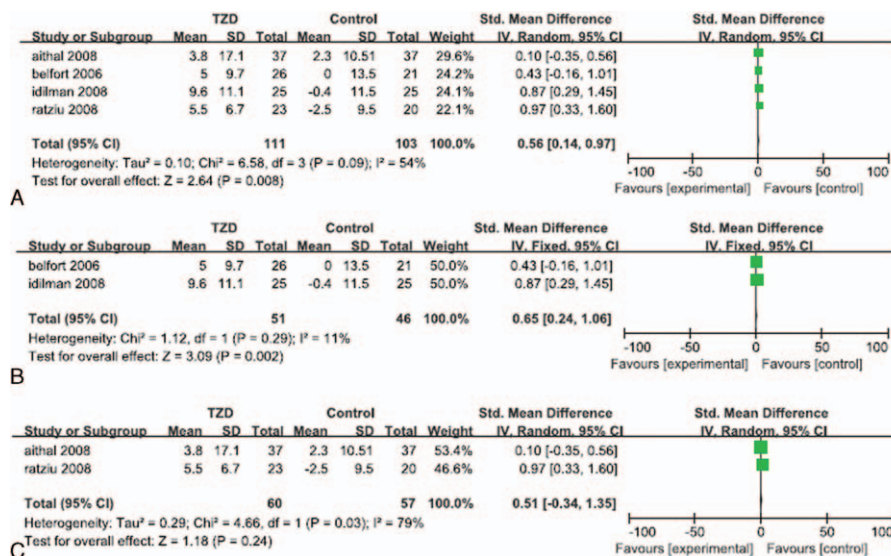 TZD Control Std. Mean Difference Std. Mean Difference
Study or Subgroup Mean SD Total Mean SD Total Weight IV. Random. 95% CI IV. Random. 95% CI
aithal 2008 3.8 17.1 37 2.3 10.51 37 29.6% 0.10 [-0.35, 0.56]
belfort 2006 5 9.7 26 0 13.5 21 24.2% 0.43 [-0.16, 1.01]
idilman 2008 9.6 11.1 25 -0.4 11.5 25 24.1% 0.87 [0.29, 1.45]
ratziu 2008 5.5 6.7 23 -2.5 9.5 20 22.1% 0.97 [0.33, 1.60]
Total (95% CI) 111 103 100.0% 0.56 [0.14, 0.97]
Heterogeneity: Tau² = 0.10; Chi² = 6.58, df = 3 (P = 0.09); I² = 54%
Test for overall effect: Z = 2.64 (P = 0.008)
-100 -50 0 50 100
Favours [experimental] Favours [control]
A
TZD Control Std. Mean Difference Std. Mean Difference
Study or Subgroup Mean SD Total Mean SD Total Weight IV. Fixed. 95% CI IV. Fixed. 95% CI
belfort 2006 5 9.7 26 0 13.5 21 50.0% 0.43 [-0.16, 1.01]
idilman 2008 9.6 11.1 25 -0.4 11.5 25 50.0% 0.87 [0.29, 1.45]
Total (95% CI) 51 46 100.0% 0.65 [0.24, 1.06]
Heterogeneity: Chi² = 1.12, df = 1 (P = 0.29); I² = 11%
Test for overall effect: Z = 3.09 (P = 0.002)
-100 -50 0 50 100
Favours [experimental] Favours [control]
B
TZD Control Std. Mean Difference Std. Mean Difference
Study or Subgroup Mean SD Total Mean SD Total Weight IV. Random. 95% CI IV. Random. 95% CI
aithal 2008 3.8 17.1 37 2.3 10.51 37 53.4% 0.10 [-0.35, 0.56]
ratziu 2008 5.5 6.7 23 -2.5 9.5 20 46.6% 0.97 [0.33, 1.60]
Total (95% CI) 60 57 100.0% 0.51 [-0.34, 1.35]
Heterogeneity: Tau² = 0.29; Chi² = 4.66, df = 1 (P = 0.03); I² = 79%
Test for overall effect: Z = 1.18 (P = 0.24)
-100 -50 0 50 100
Favours [experimental] Favours [control]
C